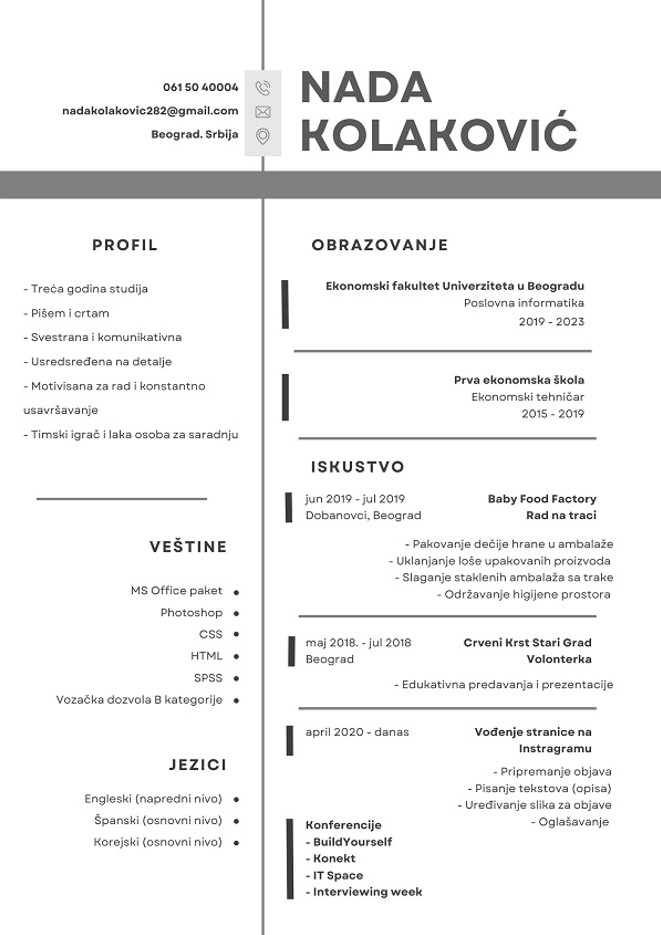 061 50 40004
nadakolakovic282@gmail.com
Beograd. Srbija
NADA
KOLAKOVIĆ
PROFIL
- Treća godina studija
- Pišem i crtam
- Svestrana i komunikativna
- Usredsređena na detalje
- Motivisana za rad i konstantno
usavršavanje
- Timski igrač i laka osoba za saradnju
VEŠTINE
MS Office paket
Photoshop
CSS
HTML
SPSS
Vozačka dozvola B kategorije
JEZICI
Engleski (napredni nivo)
Španski (osnovni nivo)
Korejski (osnovni nivo)
OBRAZOVANJE
Ekonomski fakultet Univerziteta u Beogradu
Poslovna informatika
2019 - 2023
Prva ekonomska škola
Ekonomski tehničar
2015 - 2019
ISKUSTVO
jun 2019 - jul 2019 Baby Food Factory
Dobanovci, Beograd Rad na traci
- Pakovanje dečije hrane u ambalaže
- Uklanjanje loše upakovanih proizvoda
- Slaganje staklenih ambalaža sa trake
- Održavanje higijene prostora
maj 2018. - jul 2018 Crveni Krst Stari Grad
Beograd Volonterka
- Edukativna predavanja i prezentacije
april 2020 - danas Vođenje stranice na
Instragramu
- Pripremanje objava
- Pisanje tekstova (opisa)
- Uređivanje slika za objave
- Oglašavanje
Konferencije
- BuildYourself
- Konekt
- IT Space
- Interviewing week